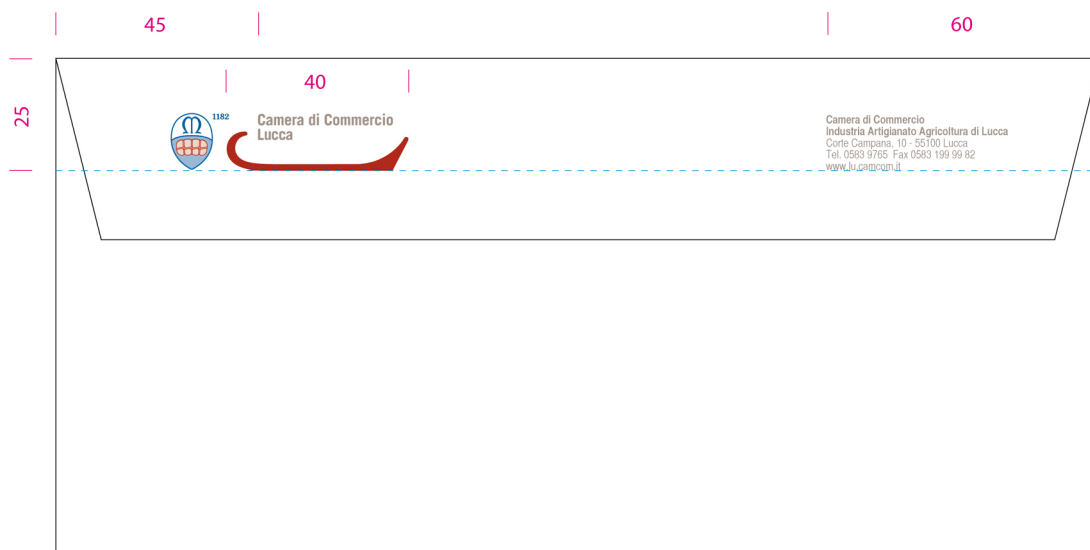 45
60
40
25
1182
M
Camera di Commercio
Lucca
Camera di Commercio
Industria Artigianato Agricoltura di Lucca
Corte Campana, 10 - 55100 Lucca
Tel. 0583 9765 Fax 0583 199 99 82
www.lu.camcom.it